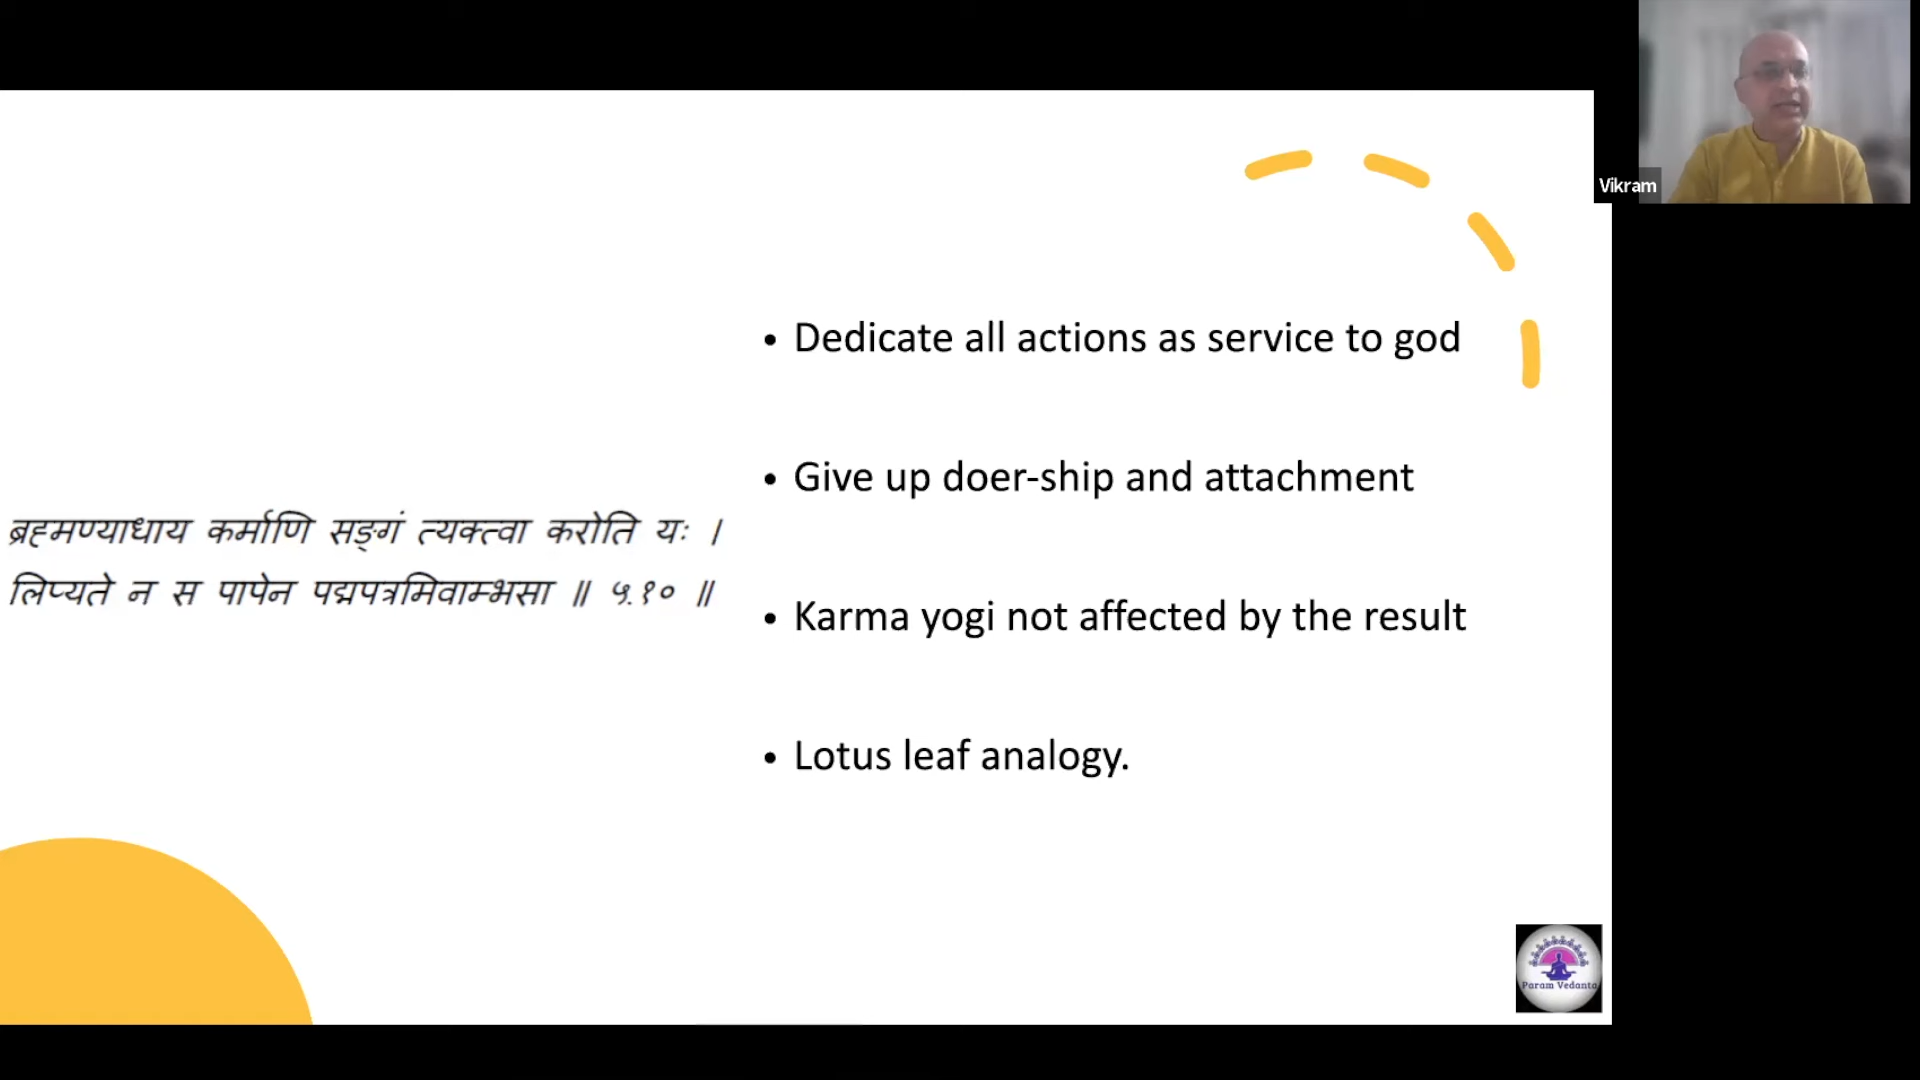 Vikram
ब्रह्मण्याधाय कर्माणि सङ्गं त्यक्त्वा करोति यः ।
लिप्यते न स पापेन पद्मपत्रमिवाम्भसा ॥ ५.१० ॥
• Dedicate all actions as service to god
• Give up doer-ship and attachment
• Karma yogi not affected by the result
• Lotus leaf analogy.
Param Vedanta